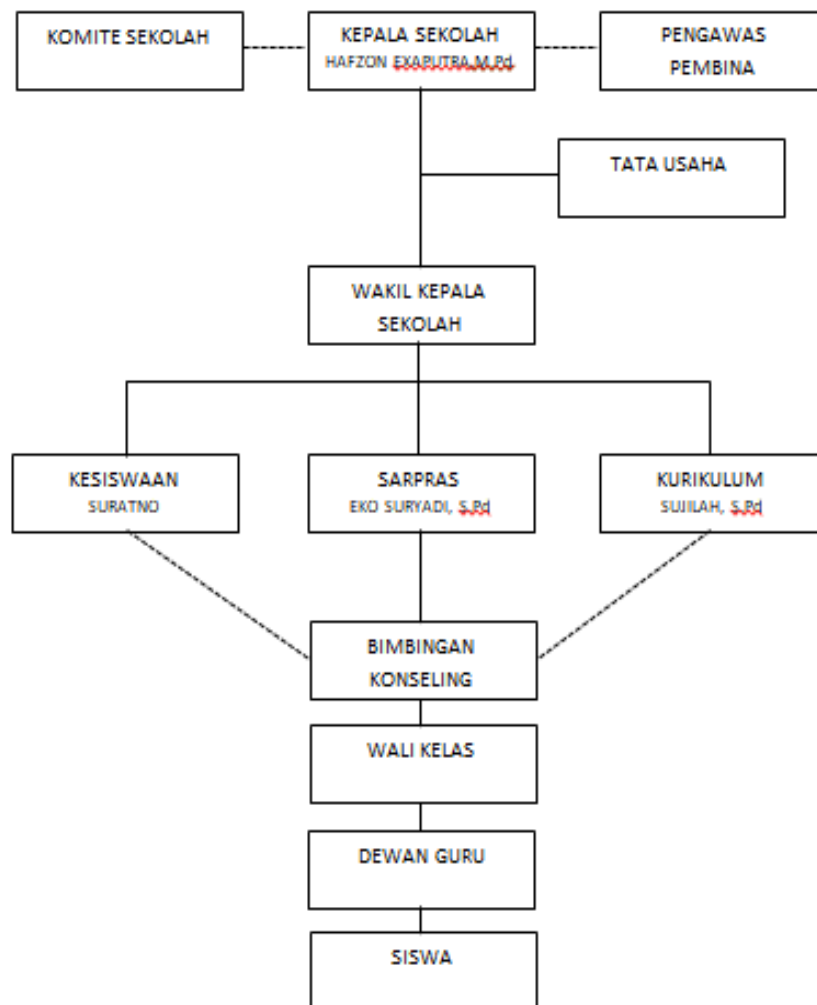 KOMITE SEKOLAH
KEPALA SEKOLAH
HAFZON EXAPUTRA,M.Pd
PENGAWAS
PEMBINA
TATA USAHA
WAKIL KEPALA
SEKOLAH
KESISWAAN
SURATNO
SARPRAS
EKO SURYADI, S.Pd
KURIKULUM
SUJILAH, S.Pd
BIMBINGAN
KONSELING
WALI KELAS
DEWAN GURU
SISWA